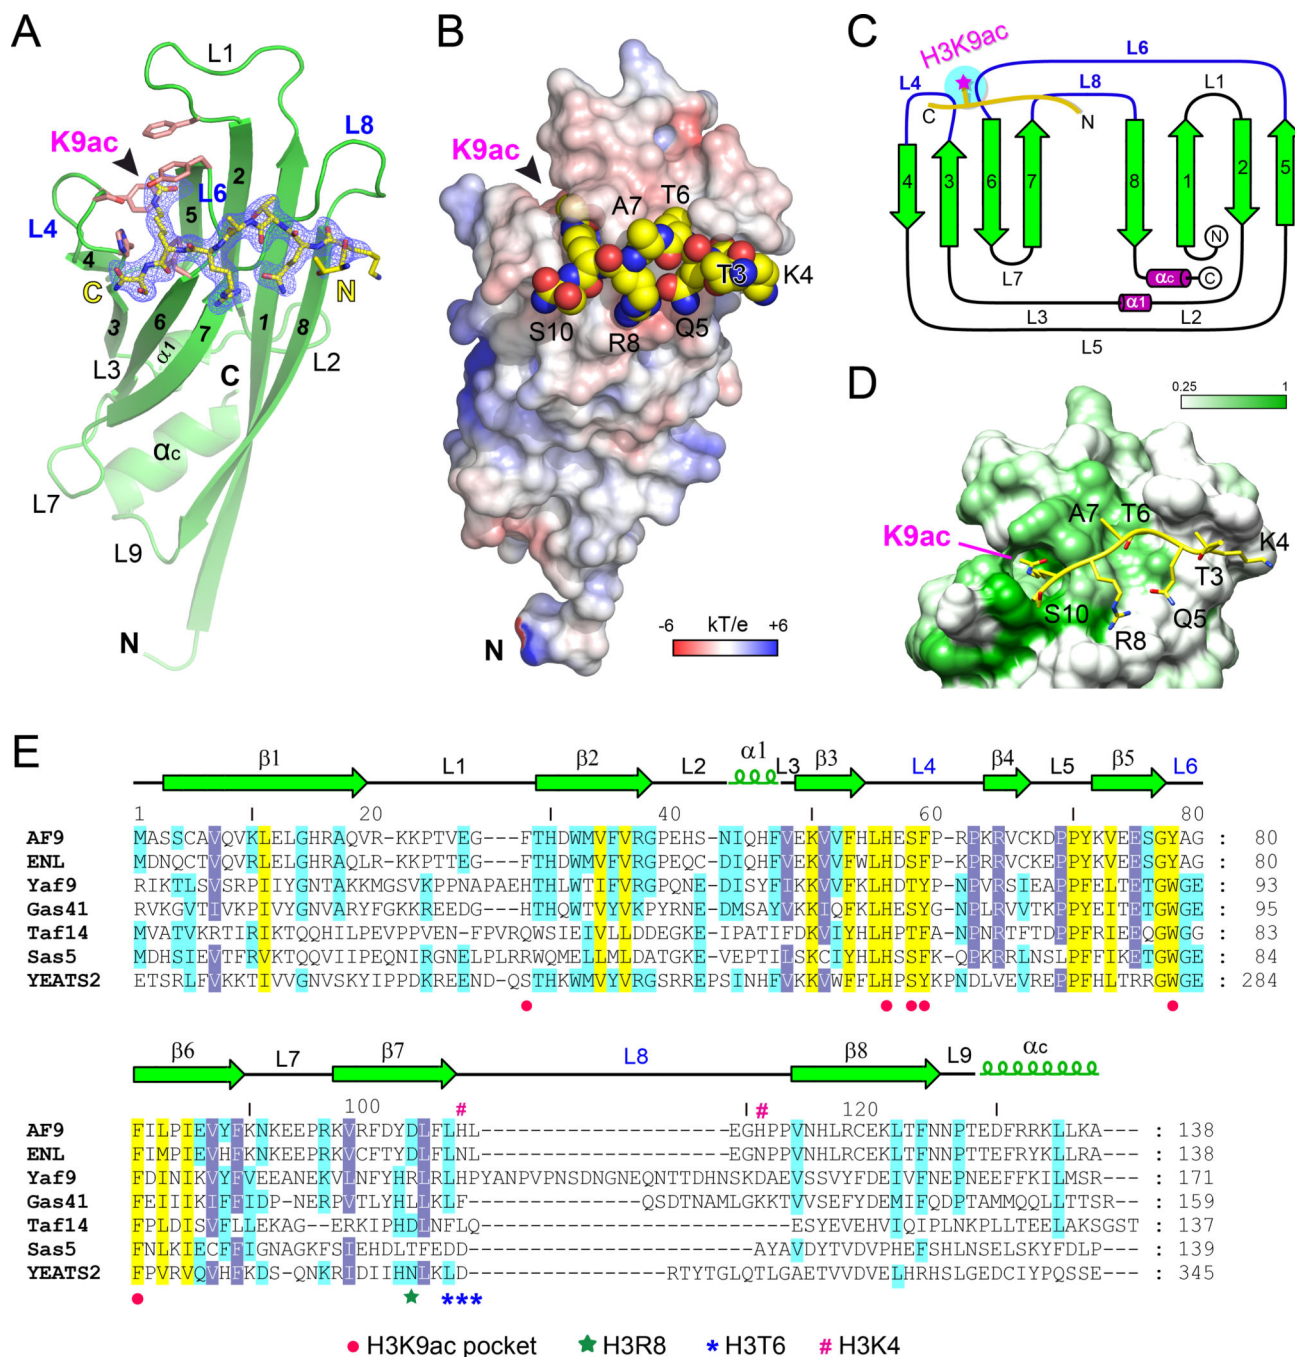 A
L1
L8
K9ac
2
L6
L4
5
4
C
N
3
6
7
1
8
α1
L3
C
L2
αc
L7
L9
N
B
K9ac
A7
T6
T3
K4
S10
R8
Q5
N
-6
kT/e
+6
C
H3K9ac
L6
L4
L8
L1
C
N
4
3
6
7
8
1
2
5
N
L7
αc
C
α1
L3
L2
L5
D
0.25
1
A7
T6
K9ac
K4
T3
S10
Q5
R8
E
β1 L1 β2 L2 α1 L3 β3 L4 β4 L5 β5 L6
1 20 40 60 80
AF9 MASSCAVQVKLELGHRAQVR-KKPTVEG---FTHDWMVFVRGPEHS-NIQHFVEKVVFHLHESFP-RPKRVCKDPPYKVEESGYAG : 80
ENL MDNQCTVQVRLELGHRAQLR-KKPTTEG---FTHDWMVFVRGPEQC-DIQHFVEKVVFWLHDSFP-KPRRVCKEPPYKVEESGYAG : 80
Yaf9 RIKTLSVSRPIIYGNTAKKMGSVKPPNAPAEHTHLWTIFVRGPQNE-DISYFIKKVVFKLHDTYP-NPVRSIEAPPFELTETGWGE : 93
Gas41 RVKGVTIVKPIVYGNVARYFGKKREEDG---HTHQWTVYVKPYRNE-DMSAYVKKIQFKLHESYG-NPLRVVTKPPYEITETGWGE : 95
Taf14 MVATVKRTIRIKTQQHILPEVPPVEN-FPVRQWSIEIVLLDDEGKE-IPATIFDKVIYHLHPTFA-NPNRTFTDPPFRIEEQGWGG : 83
Sas5 MDHSIEVTFRVKTQQVIIPEQNIRGNELPLRRWQMELLMLDATGKE-VEPTILSKCIYHLHSSFK-QPKRRLNSLPFFIKETGWGE : 84
YEATS2 ETSRLFVKKTIVVGNVSKYIPPDKREEND-QSTHKWMVYVRGSRREPSINHFVKKVWFFLHPSYKPNDLVEVREPPFHLTRRGWGE : 284
β6 L7 β7 L8 β8 L9 αc
100 # # 120
AF9 FILPIEVYFKNKEEPRKVRFDYDLFLHL--------------------EGHPPVNHLRCEKLTFNNPTEDFRRKLLKA--- : 138
ENL FIMPIEVHFKNKEEPRKVCFTYDLFLNL--------------------EGNPPVNHLRCEKLTFNNPTTEFRYKLLRA--- : 138
Yaf9 FDINIKVYFVEEANEKVLNFYHRLRLHPYANPVPNSDNGNEQNTTDHNSKDAEVSSVYFDEIVFNEPNEEFFKILMSR--- : 171
Gas41 FEIIIKIFFIDP-NERPVTLYHLLKLF-------------QSDTNAMLGKKTVVSEFYDEMIFQDPTAMMQQLLTTSR--- : 159
Taf14 FPLDISVFLLEKAG--ERKIPHDLNFLQ-------------------------ESYEVEHVIQIPLNKPLLTEELAKSGST : 137
Sas5 FNLKIECFFIGNAGKFSIEHDLTFEDD----------------------AYAVDYTVDVPHEFSHLNSELSKYFDLP-- : 139
YEATS2 FPVRVQVHFKDS-QNKRIDIIHNLKLD---------------RTYTGLQTLGAETVVDVELHRHSLGEDCIYPQSSE--- : 345
***
H3K9ac pocket ★ H3R8 * H3T6 # H3K4